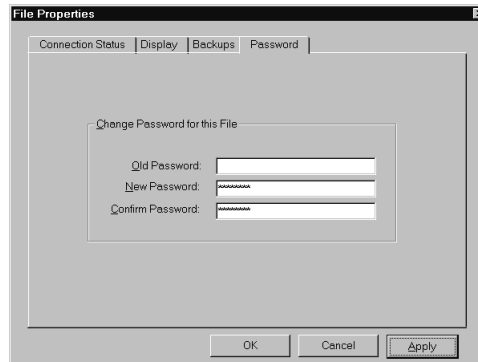 File Properties
Connection Status Display Backups Password
Change Password for this File
Old Password:
New Password: ********
Confirm Password: ********
OK Cancel Apply